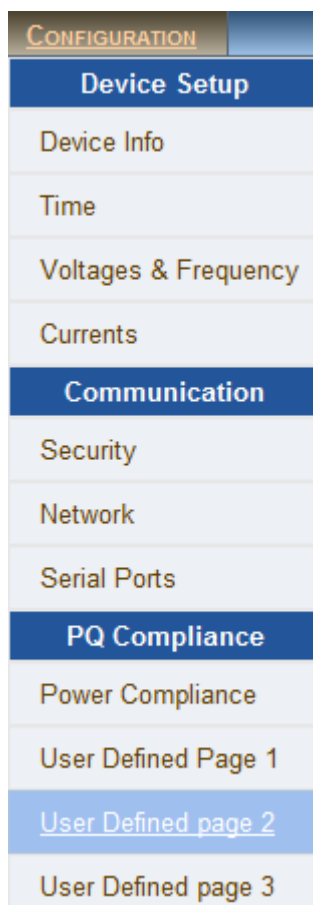 CONFIGURATION
Device Setup
Device Info
Time
Voltages & Frequency
Currents
Communication
Security
Network
Serial Ports
PQ Compliance
Power Compliance
User Defined Page 1
User Defined page 2
User Defined page 3